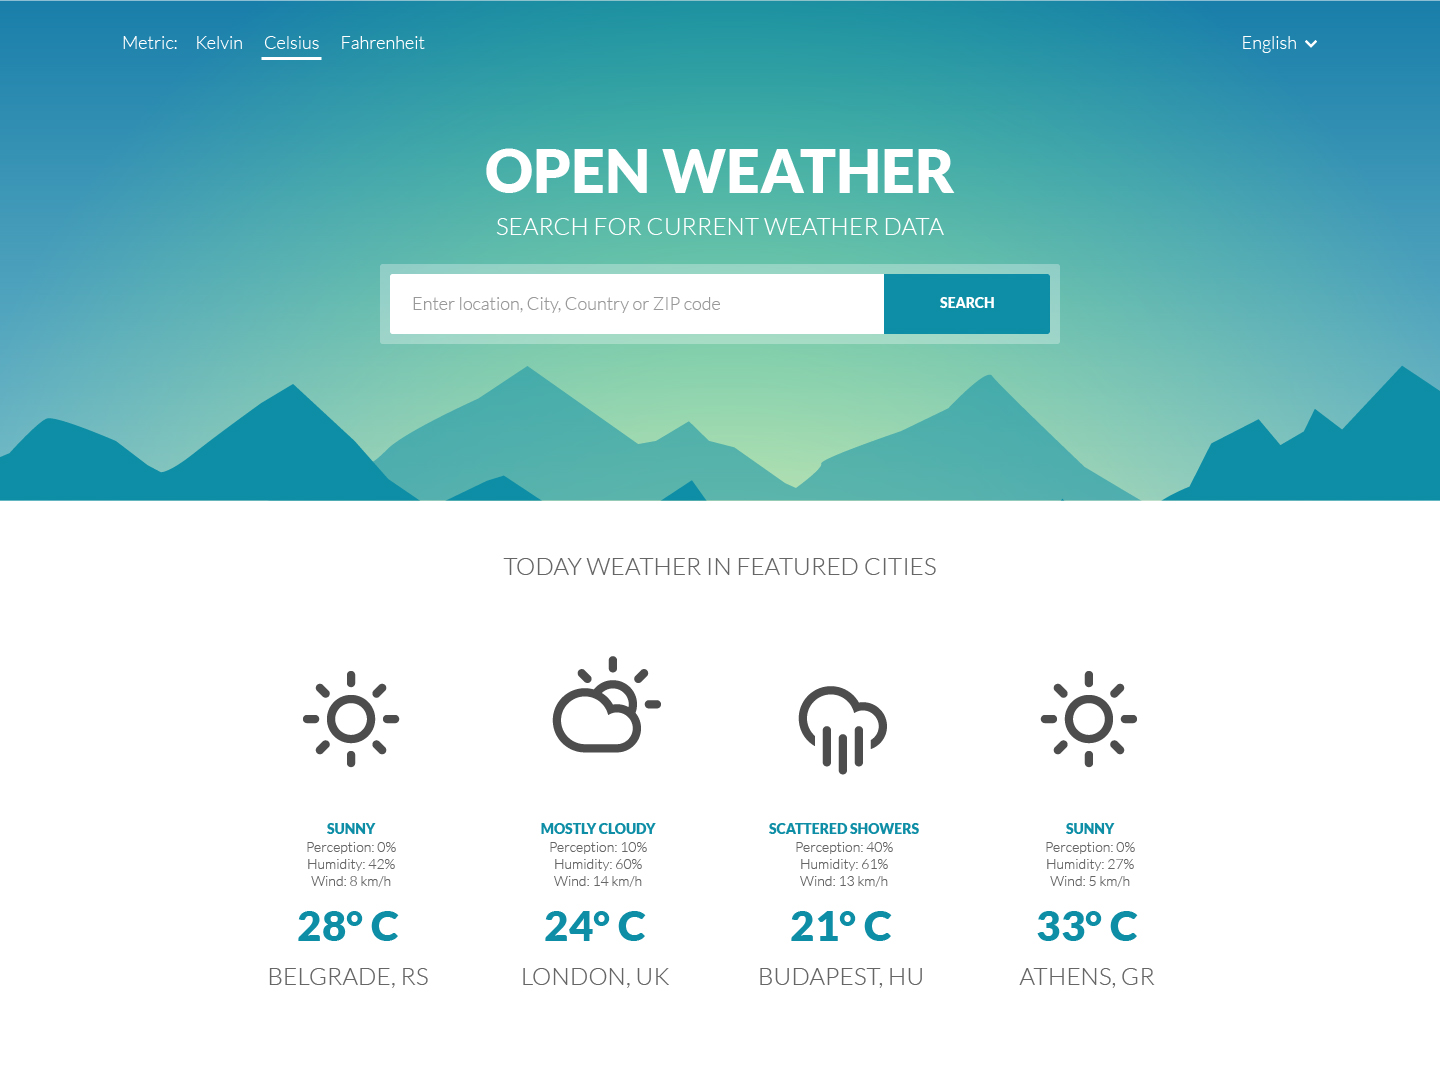 Metric: Kelvin Celsius Fahrenheit English
OPEN WEATHER
SEARCH FOR CURRENT WEATHER DATA
Enter location, City, Country or ZIP code SEARCH
TODAY WEATHER IN FEATURED CITIES
SUNNY
Perception: 0%
Humidity: 42%
Wind: 8 km/h
28° C
BELGRADE, RS
MOSTLY CLOUDY
Perception: 10%
Humidity: 60%
Wind: 14 km/h
24° C
LONDON, UK
SCATTERED SHOWERS
Perception: 40%
Humidity: 61%
Wind: 13 km/h
21° C
BUDAPEST, HU
SUNNY
Perception: 0%
Humidity: 27%
Wind: 5 km/h
33° C
ATHENS, GR